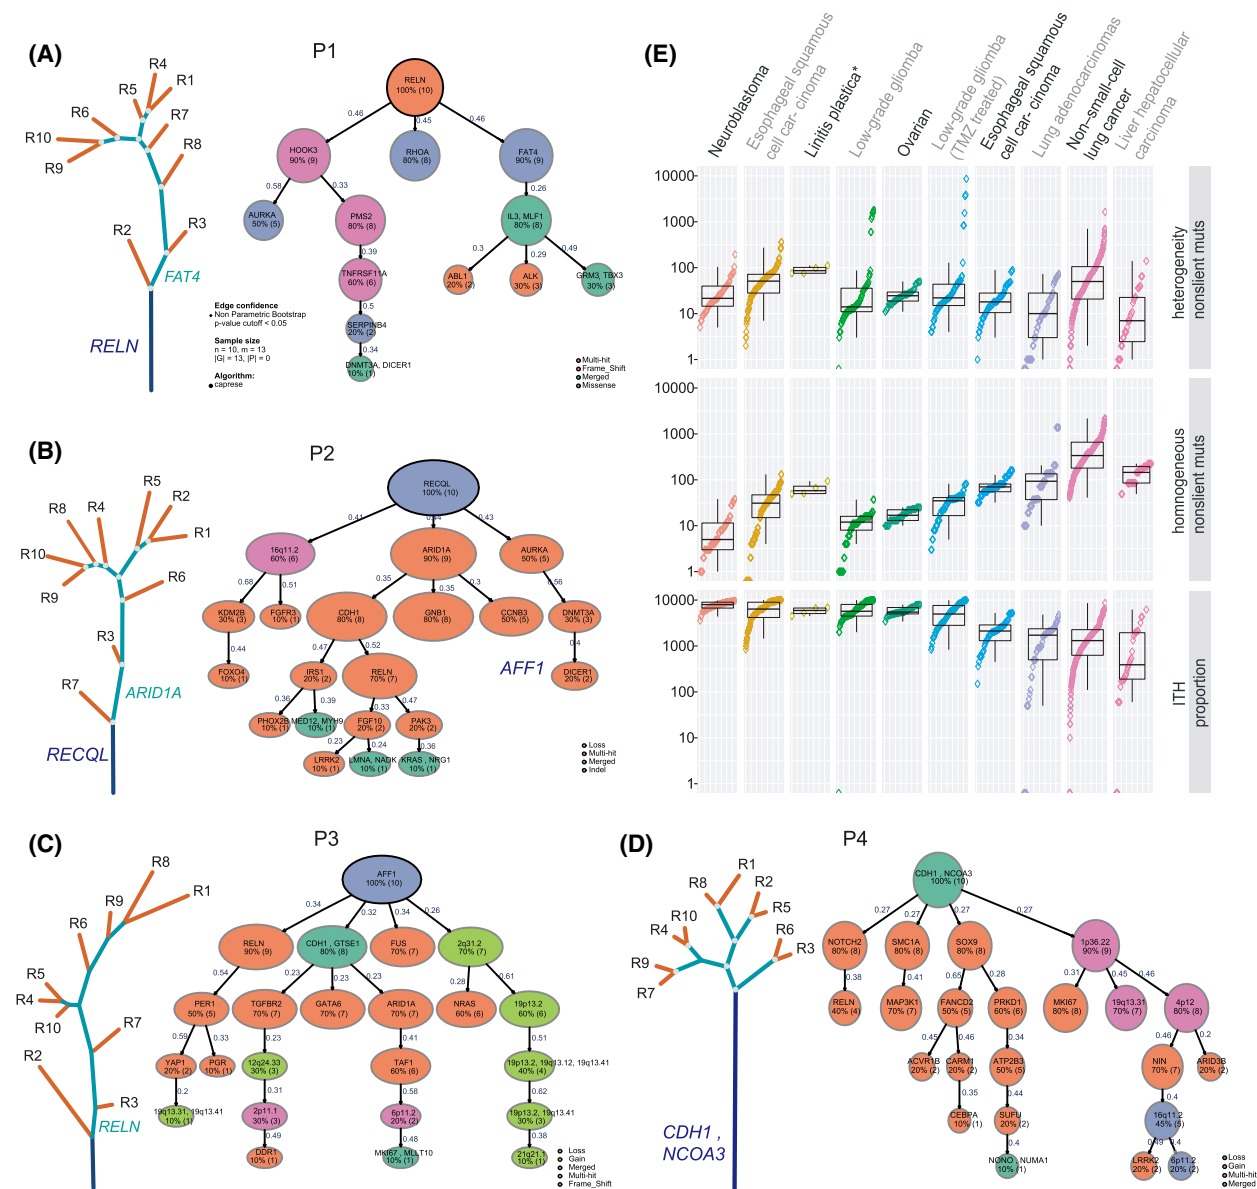 (A)
P1
R4
R1
R5
R6
R7
R10
R8
R9
R3
R2
FAT4
RELN
Edge confidence
Non Parametric Bootstrap
p-value cutoff < 0.05
Sample size
n = 10, m = 13
|G| = 13, |P| = 0
Algorithm:
caprese
RELN
100% (10)
0.46
0.45
0.46
HOOK3
90% (9)
RHOA
80% (8)
FAT4
90% (9)
0.58
0.33
0.26
AURKA
50% (5)
PMS2
80% (8)
IL3, MLF1
80% (8)
0.39
0.3
0.29
0.49
TNFRSF11A
60% (6)
ABL1
20% (2)
ALK
30% (3)
GRM3, TBX3
30% (3)
0.5
SERPINB4
20% (2)
0.34
DNMT3A, DICER1
10% (1)
Multi-hit
Frame_Shift
Merged
Missense
(B)
P2
R5
R2
R8
R4
R1
R10
R6
R9
R3
R7
ARID1A
RECQL
RECQL
100% (10)
0.41
0.44
0.43
16q11.2
60% (6)
ARID1A
90% (9)
AURKA
50% (5)
0.68
0.51
0.35
0.35
0.3
0.56
KDM2B
30% (3)
FGFR3
10% (1)
CDH1
80% (8)
GNB1
80% (8)
CCNB3
50% (5)
DNMT3A
30% (3)
0.44
0.47
0.52
0.4
FOXO4
10% (1)
IRS1
20% (2)
RELN
70% (7)
AFF1
DICER1
20% (2)
0.36
0.39
0.33
0.47
PHOX2B
10% (1)
MED12, MYH9
10% (1)
FGF10
20% (2)
PAK3
20% (2)
0.23
0.24
0.36
LRRK2
10% (1)
LMNA, NADK
10% (1)
KRAS , NRG1
10% (1)
Loss
Multi-hit
Merged
Indel
(E)
Neuroblastoma
Esophageal squamous
cell car- cinoma
Linitis plastica*
Low-grade gliomba
Ovarian
Low-grade gliomba
(TMZ treated)
Esophageal squamous
cell car- cinoma
Lung adenocarcinomas
Non-small-cell
lung cancer
Liver hepatocellular
carcinoma
10000
1000
100
10
1
heterogeneity
nonslient muts
10000
1000
100
10
1
hommogeneous
nonslient muts
10000
1000
100
10
1
ITH
proportion
(C)
P3
R8
R1
R9
R6
R5
R4
R10
R7
R2
R3
RELN
AFF1
100% (10)
0.34
0.32
0.34
0.26
RELN
90% (9)
CDH1 , GTSE1
80% (8)
FUS
70% (7)
2q31.2
70% (7)
0.54
0.23
0.23
0.23
0.28
0.61
PER1
50% (5)
TGFBR2
70% (7)
GATA6
70% (7)
ARID1A
70% (7)
NRAS
60% (6)
19p13.2
60% (6)
0.59
0.33
0.23
0.41
0.51
YAP1
20% (2)
PGR
10% (1)
12q24.33
30% (3)
TAF1
60% (6)
19p13.2, 19q13.12, 19q13.41
40% (4)
0.2
0.31
0.58
0.32
19q13.31, 19q13.41
10% (1)
2p11.1
30% (3)
6p11.2
20% (2)
19p13.2, 19q13.41
30% (3)
0.49
0.48
0.38
DDR1
10% (1)
MKI67 , MLLT10
10% (1)
21q21.1
10% (1)
Loss
Gain
Merged
Multi-hit
Frame_Shift
(D)
P4
R1
R8
R2
R10
R5
R4
R6
R3
R9
R7
CDH1 ,
NCOA3
CDH1 , NCOA3
100% (10)
0.27
0.27
0.27
0.27
NOTCH2
80% (8)
SMC1A
80% (8)
SOX9
80% (8)
1p36.22
90% (9)
0.38
0.41
0.65
0.28
0.31
0.45
0.46
RELN
40% (4)
MAP3K1
70% (7)
FANCD2
50% (5)
PRKD1
60% (6)
MKI67
80% (8)
19q13.31
70% (7)
4p12
80% (8)
0.45
0.46
0.34
0.46
0.2
ACVR1B
20% (2)
CARM1
20% (2)
ATP2B3
50% (5)
NIN
70% (7)
ARID3B
20% (2)
0.35
0.44
0.4
CEBPA
10% (1)
SUFU
20% (2)
16q11.2
45% (5)
0.4
0.49
0.4
NONO , NUMA1
10% (1)
LRRK2
20% (2)
6p11.2
20% (2)
Loss
Gain
Multi-hit
Merged